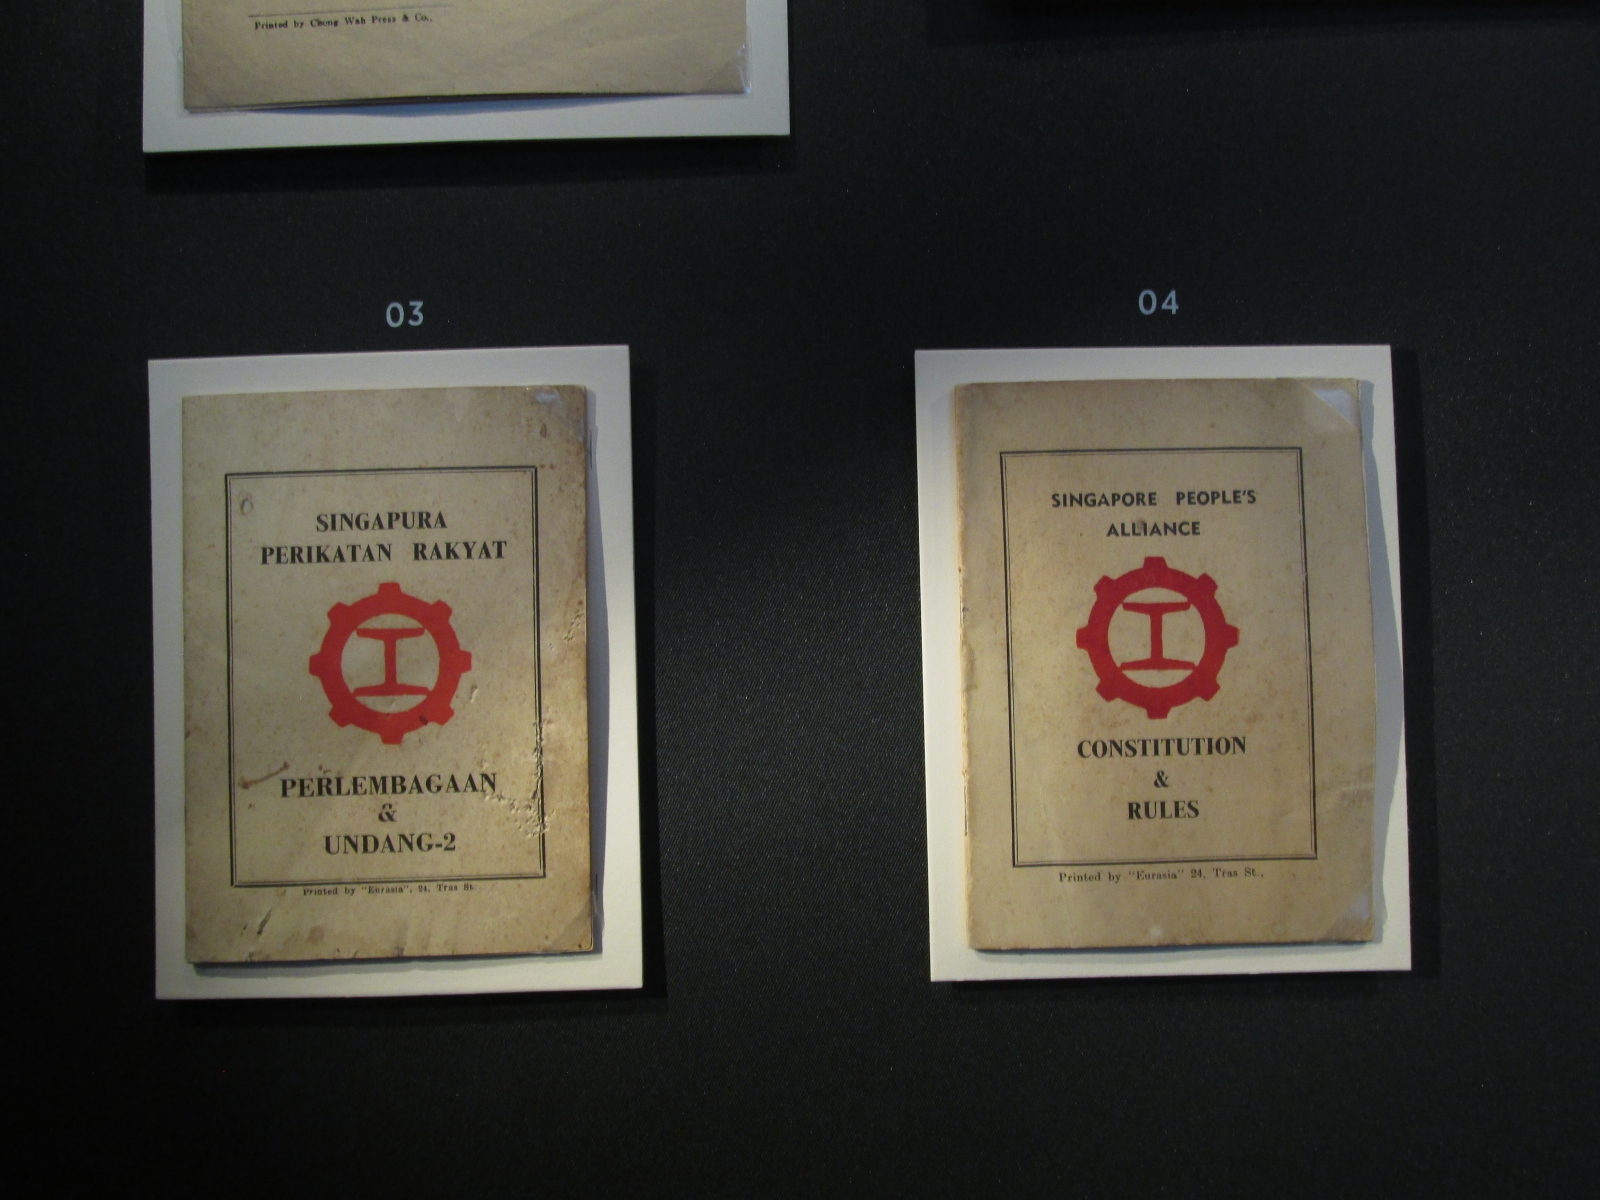 Printed by Chong Wah Press & Co.,
03
SINGAPURA
PERIKATAN RAKYAT
PERLEMBAGAAN
&
UNDANG-2
Printed by "Eurasia", 24, Tras St.
04
SINGAPORE PEOPLE'S
ALLIANCE
CONSTITUTION
&
RULES
Printed by "Eurasia" 24, Tras St.,